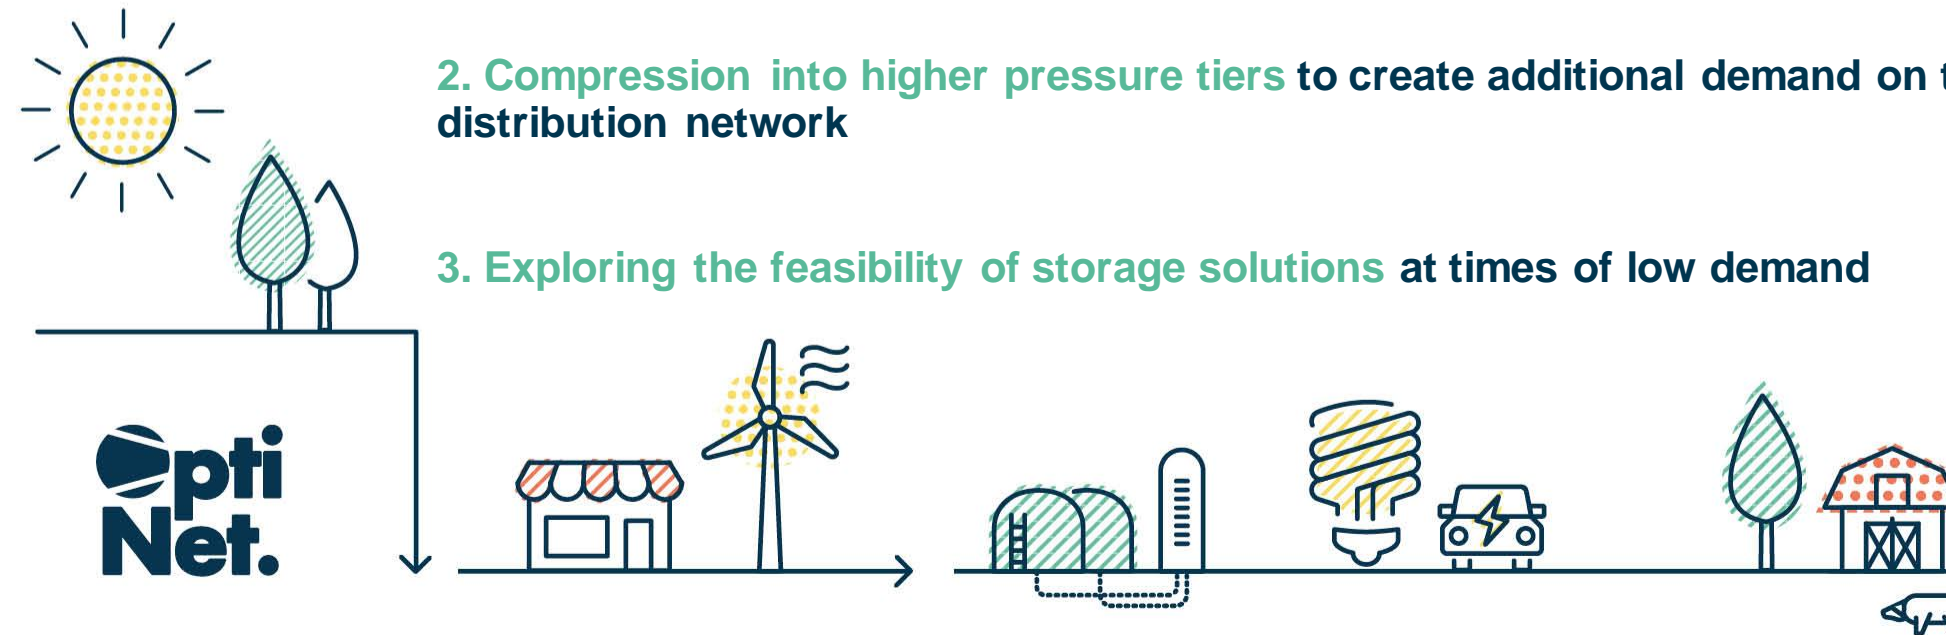 2. Compression into higher pressure tiers to create additional demand on
distribution network
3. Exploring the feasibility of storage solutions at times of low demand
Opti
Net.